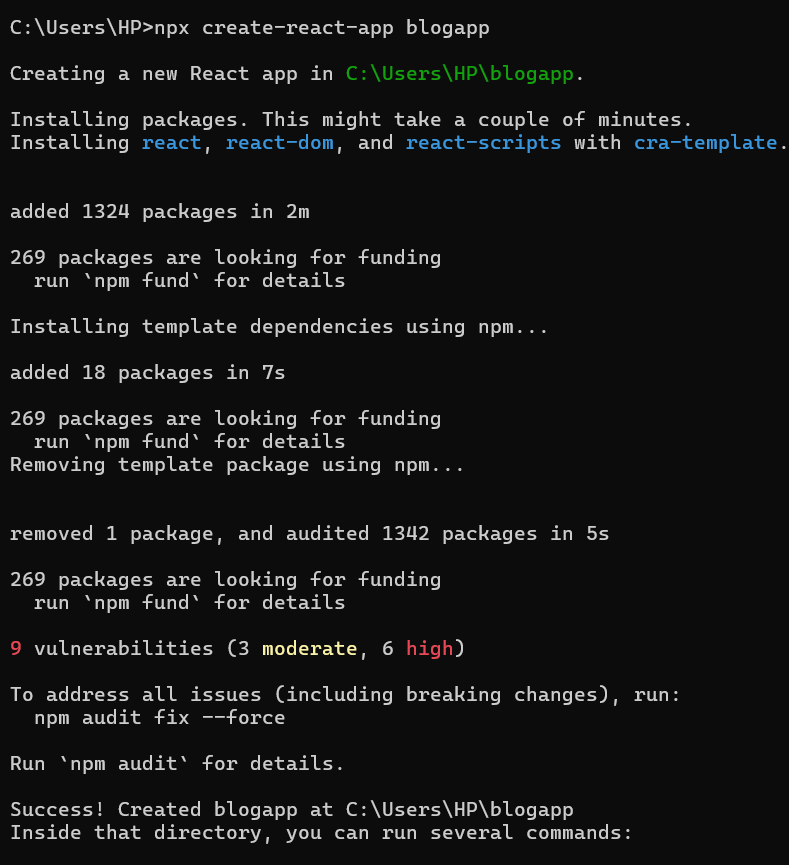 C:\Users\HP>npx create-react-app blogapp
Creating a new React app in C:\Users\HP\blogapp.
Installing packages. This might take a couple of minutes.
Installing react, react-dom, and react-scripts with cra-template.
added 1324 packages in 2m
269 packages are looking for funding
  run `npm fund` for details
Installing template dependencies using npm...
added 18 packages in 7s
269 packages are looking for funding
  run `npm fund` for details
Removing template package using npm...
removed 1 package, and audited 1342 packages in 5s
269 packages are looking for funding
  run `npm fund` for details
9 vulnerabilities (3 moderate, 6 high)
To address all issues (including breaking changes), run:
  npm audit fix --force
Run `npm audit` for details.
Success! Created blogapp at C:\Users\HP\blogapp
Inside that directory, you can run several commands: